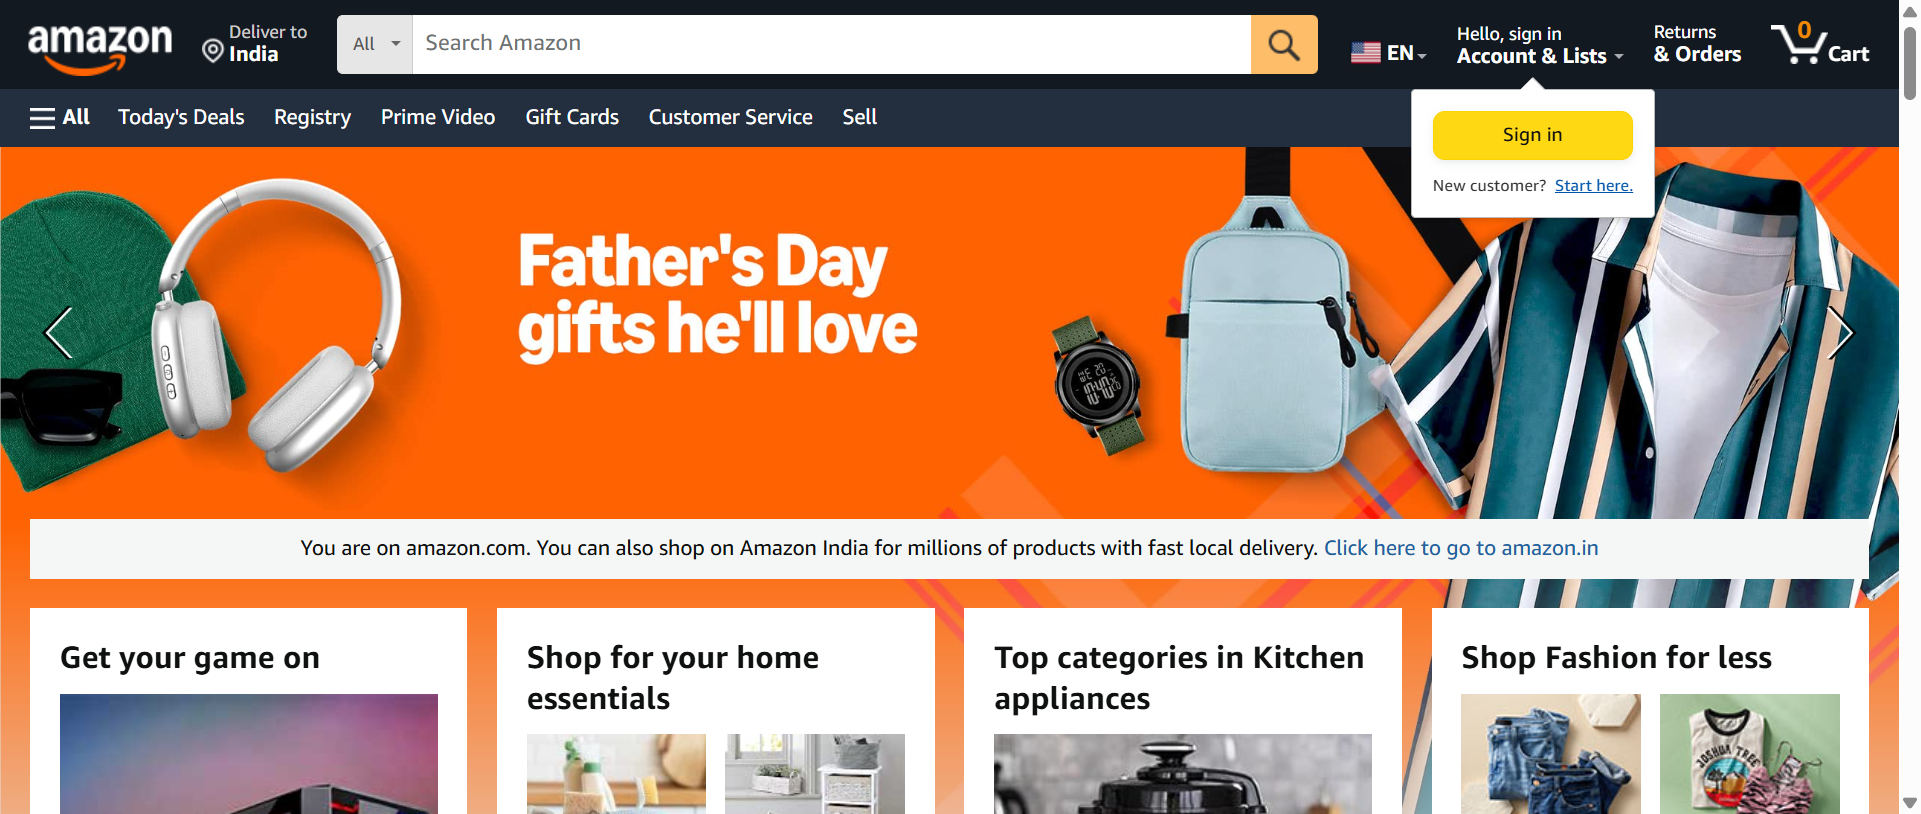 amazon
Deliver to
India
All
Search Amazon
EN
Hello, sign in
Account & Lists
Returns
& Orders
0
Cart
All
Today's Deals
Registry
Prime Video
Gift Cards
Customer Service
Sell
Sign in
New customer? Start here.
Father's Day
gifts he'll love
10:40
You are on amazon.com. You can also shop on Amazon India for millions of products with fast local delivery. Click here to go to amazon.in
Get your game on
Shop for your home
essentials
Top categories in Kitchen
appliances
Shop Fashion for less
JOSHUA TREE